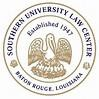 SOUTHERN UNIVERSITY LAW CENTER
Established 1947
BATON ROUGE, LOUISIANA